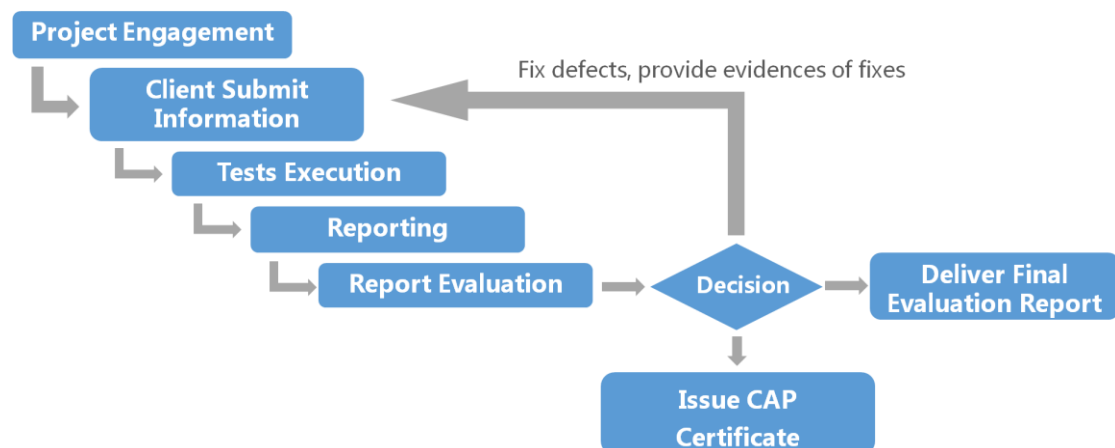 Project Engagement
Fix defects, provide evidences of fixes
Client Submit
Information
Tests Execution
Reporting
Report Evaluation
Decision
Deliver Final
Evaluation Report
Issue CAP
Certificate